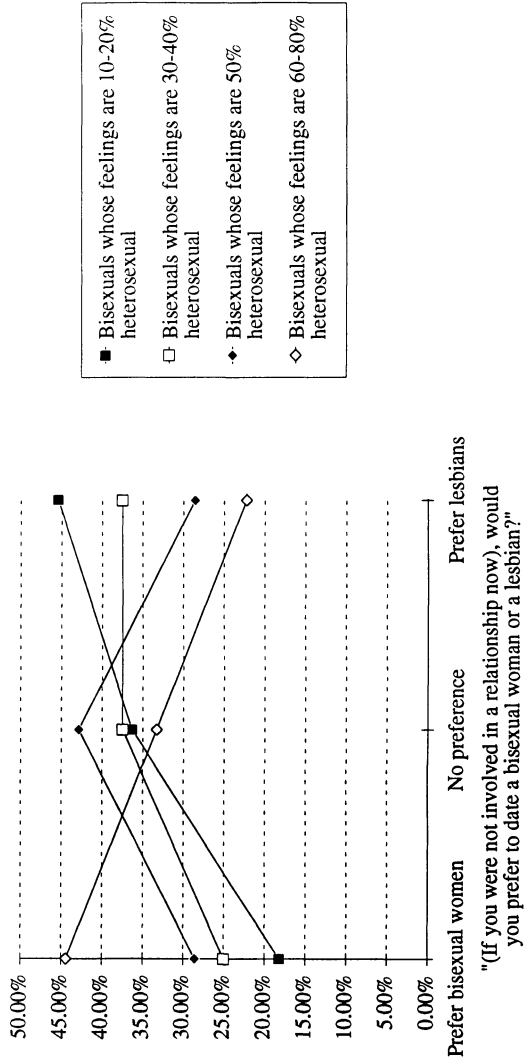 50.00%
45.00%
40.00%
35.00%
30.00%
25.00%
20.00%
15.00%
10.00%
5.00%
0.00%
Prefer bisexual women
No preference
Prefer lesbians
"(If you were not involved in a relationship now), would
you prefer to date a bisexual woman or a lesbian?"
Bisexuals whose feelings are 10-20%
heterosexual
Bisexuals whose feelings are 30-40%
heterosexual
Bisexuals whose feelings are 50%
heterosexual
Bisexuals whose feelings are 60-80%
heterosexual